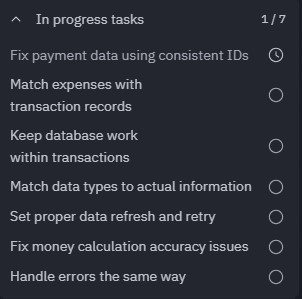 In progress tasks 1 / 7
Fix payment data using consistent IDs
Match expenses with
transaction records
Keep database work
within transactions
Match data types to actual information
Set proper data refresh and retry
Fix money calculation accuracy issues
Handle errors the same way